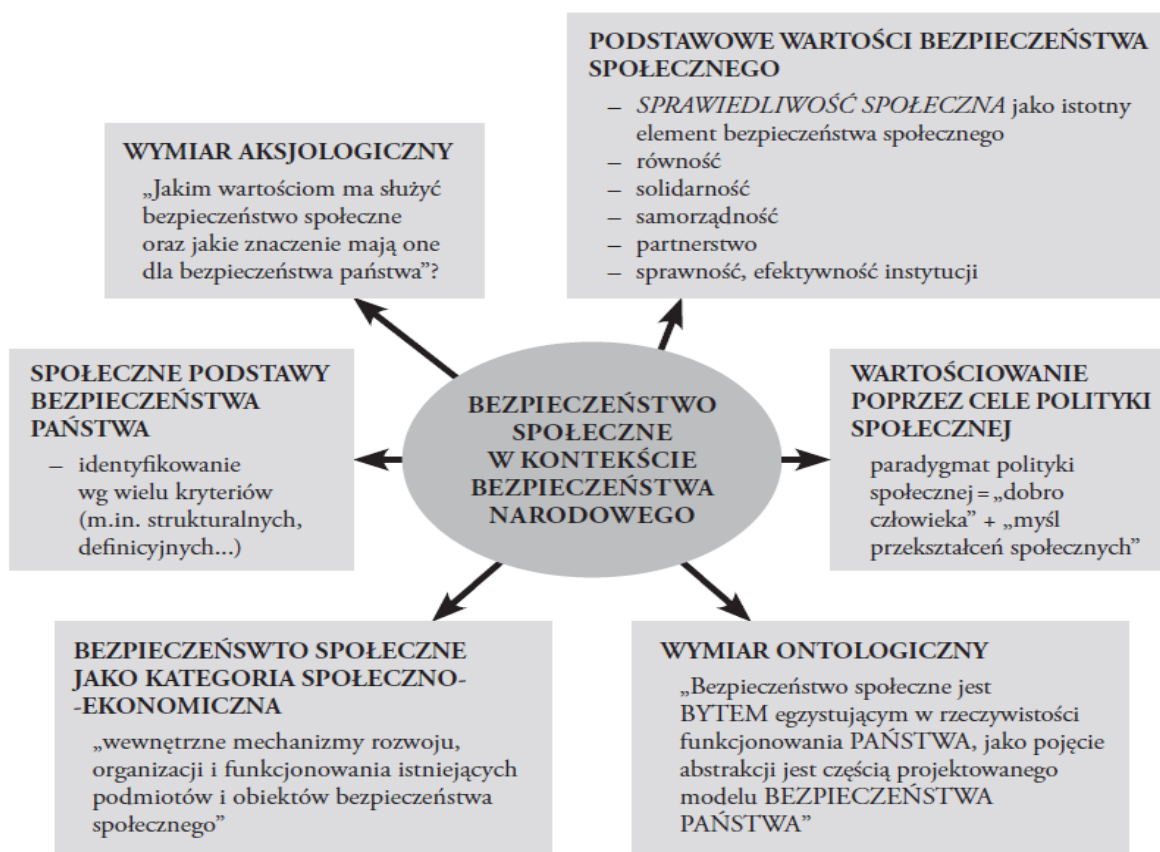 PODSTAWOWE WARTOŚCI BEZPIECZEŃSTWA
SPOŁECZNEGO
– SPRAWIEDLIWOŚĆ SPOŁECZNA jako istotny
element bezpieczeństwa społecznego
– równość
– solidarność
– samorządność
– partnerstwo
– sprawność, efektywność instytucji
WYMIAR AKSJOLOGICZNY
„Jakim wartościom ma służyć
bezpieczeństwo społeczne
oraz jakie znaczenie mają one
dla bezpieczeństwa państwa”?
SPOŁECZNE PODSTAWY
BEZPIECZEŃSTWA
PAŃSTWA
– identyfikowanie
wg wielu kryteriów
(m.in. strukturalnych,
definicyjnych...)
BEZPIECZEŃSTWO
SPOŁECZNE
W KONTEKŚCIE
BEZPIECZEŃSTWA
NARODOWEGO
WARTOŚCIOWANIE
POPRZEZ CELE POLITYKI
SPOŁECZNEJ
paradygmat polityki
społecznej = „dobro
człowieka” + „myśl
przekształceń społecznych”
BEZPIECZEŃSWTO SPOŁECZNE
JAKO KATEGORIA SPOŁECZNO-
-EKONOMICZNA
„wewnętrzne mechanizmy rozwoju,
organizacji i funkcjonowania istniejących
podmiotów i obiektów bezpieczeństwa
społecznego”
WYMIAR ONTOLOGICZNY
„Bezpieczeństwo społeczne jest
BYTEM egzystującym w rzeczywistości
funkcjonowania PAŃSTWA, jako pojęcie
abstrakcji jest częścią projektowanego
modelu BEZPIECZEŃSTWA
PAŃSTWA”